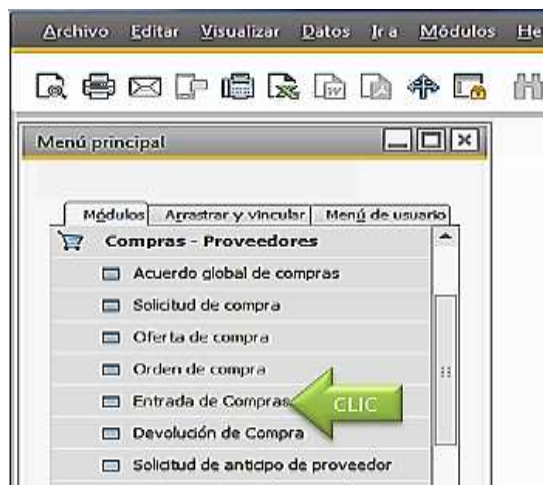 Archivo Editar Visualizar Datos Ir a Módulos He
Menú principal
Módulos Arrastrar y vincular Menú de usuario
Compras - Proveedores
Acuerdo global de compras
Solicitud de compra
Oferta de compra
Orden de compra
Entrada de Compras CLIC
Devolución de Compra
Solicitud de anticipo de proveedor